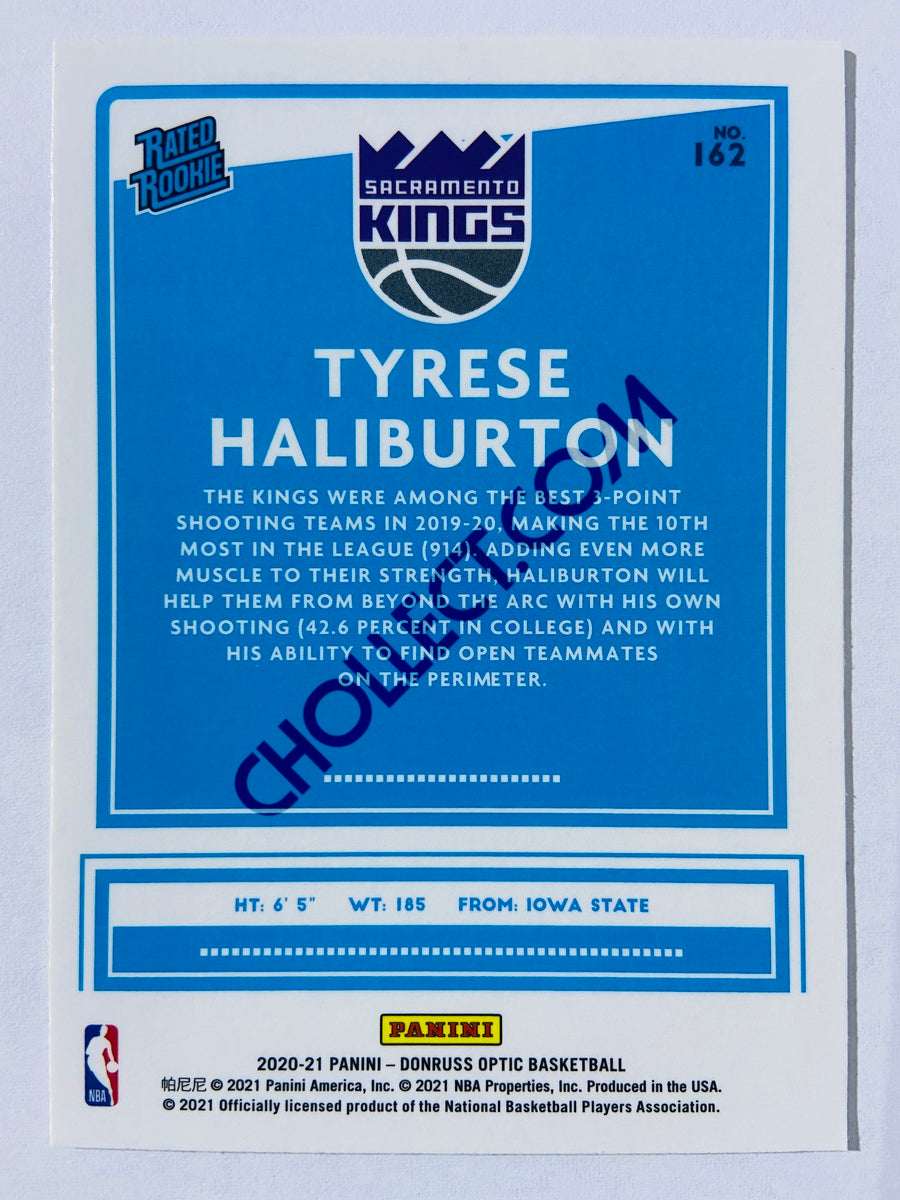 RATED
ROOKIE
NO.
162
SACRAMENTO
KINGS
TYRESE
HALIBURTON
THE KINGS WERE AMONG THE BEST 3-POINT
SHOOTING TEAMS IN 2019-20, MAKING THE 10TH
MOST IN THE LEAGUE (914). ADDING EVEN MORE
MUSCLE TO THEIR STRENGTH, HALIBURTON WILL
HELP THEM FROM BEYOND THE ARC WITH HIS OWN
SHOOTING (42.6 PERCENT IN COLLEGE) AND WITH
HIS ABILITY TO FIND OPEN TEAMMATES
ON THE PERIMETER.
CHOLLECT.COM
HT: 6' 5" WT: 185 FROM: IOWA STATE
PANINI
NBA
2020-21 PANINI – DONRUSS OPTIC BASKETBALL
帕尼尼 © 2021 Panini America, Inc. © 2021 NBA Properties, Inc. Produced in the USA.
© 2021 Officially licensed product of the National Basketball Players Association.